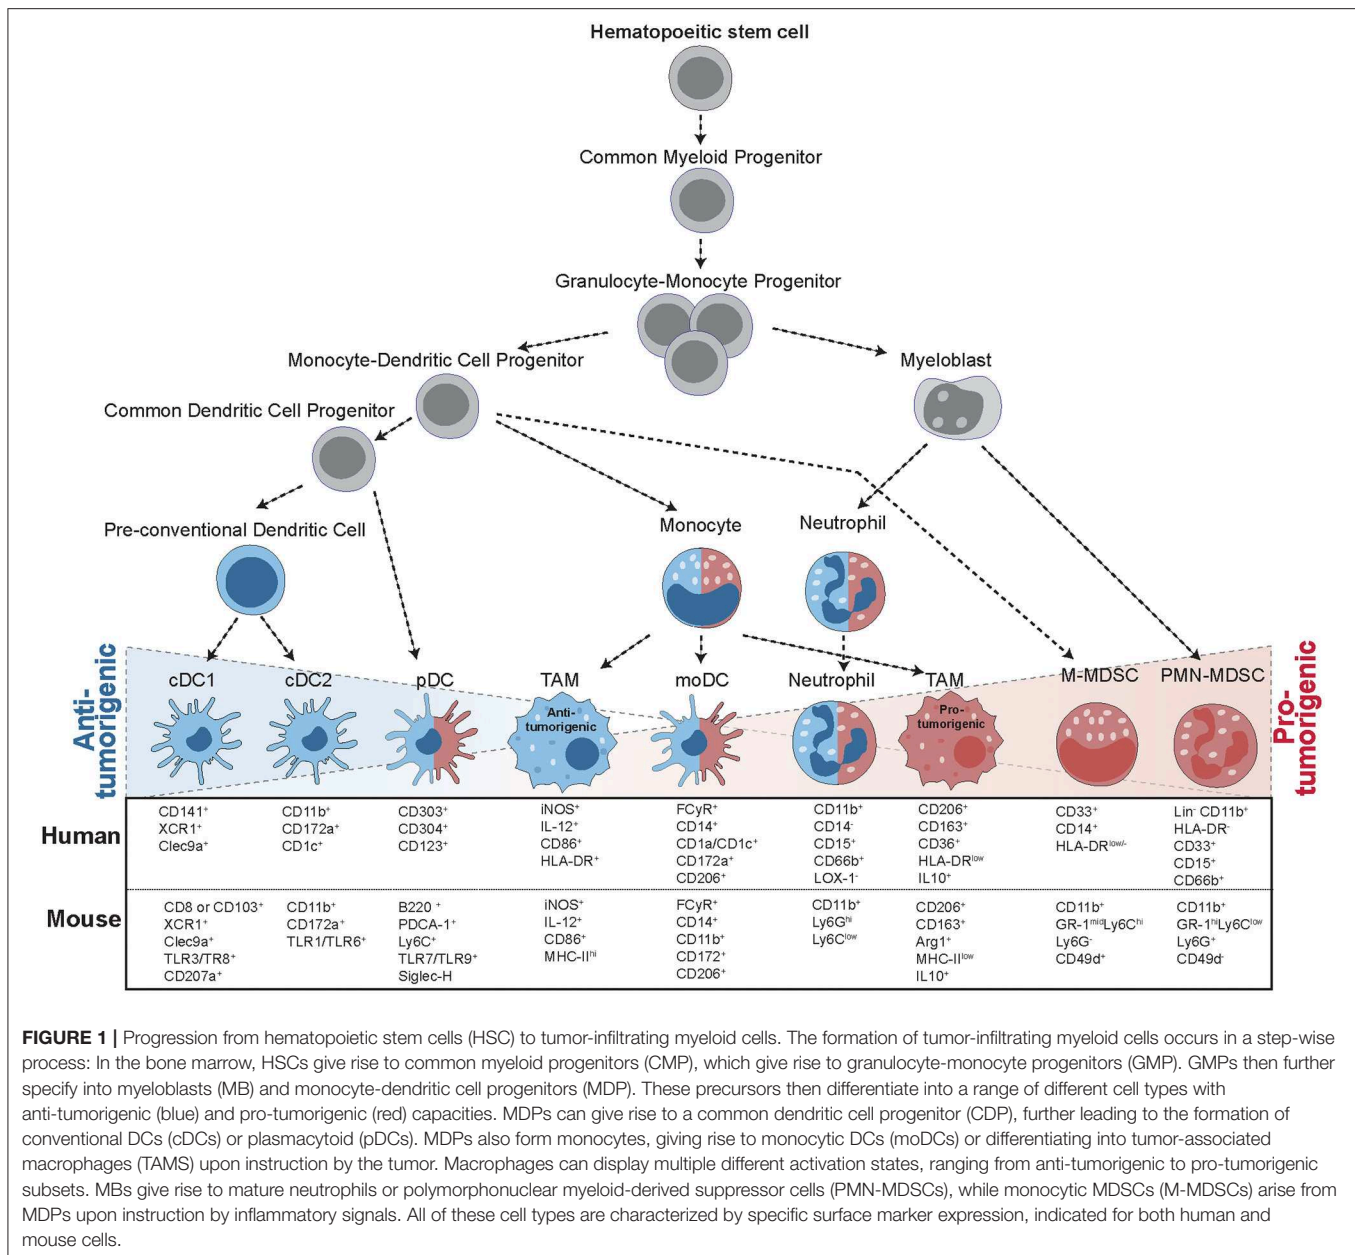 Hematopoeitic stem cell
Common Myeloid Progenitor
Granulocyte-Monocyte Progenitor
Monocyte-Dendritic Cell Progenitor
Myeloblast
Common Dendritic Cell Progenitor
Pre-conventional Dendritic Cell
Monocyte
Neutrophil
Anti-
tumorigenic
Pro-
tumorigenic
cDC1
cDC2
pDC
TAM
moDC
Neutrophil
TAM
M-MDSC
PMN-MDSC
Anti-
tumorigenic
Pro-
tumorigenic
Human
CD141⁺
XCR1⁺
Clec9a⁺
CD11b⁺
CD172a⁺
CD1c⁺
CD303⁺
CD304⁺
CD123⁺
iNOS⁺
IL-12⁺
CD86⁺
HLA-DR⁺
FCyR⁺
CD14⁺
CD1a/CD1c⁺
CD172a⁺
CD206⁺
CD11b⁺
CD14⁻
CD15⁺
CD66b⁺
LOX-1⁻
CD206⁺
CD163⁺
CD36⁺
HLA-DRˡᵒʷ
IL10⁺
CD33⁺
CD14⁺
HLA-DRˡᵒʷ/⁻
Lin⁻ CD11b⁺
HLA-DR⁻
CD33⁺
CD15⁺
CD66b⁺
Mouse
CD8 or CD103⁺
XCR1⁺
Clec9a⁺
TLR3/TR8⁺
CD207a⁺
CD11b⁺
CD172a⁺
TLR1/TLR6⁺
B220 ⁺
PDCA-1⁺
Ly6C⁺
TLR7/TLR9⁺
Siglec-H
iNOS⁺
IL-12⁺
CD86⁺
MHC-IIʰⁱ
FCyR⁺
CD14⁺
CD11b⁺
CD172⁺
CD206⁺
CD11b⁺
Ly6Gʰⁱ
Ly6Cˡᵒʷ
CD206⁺
CD163⁺
Arg1⁺
MHC-IIˡᵒʷ
IL10⁺
CD11b⁺
GR-1ᵐⁱᵈLy6Cʰⁱ
Ly6G⁻
CD49d⁺
CD11b⁺
GR-1ʰⁱLy6Cˡᵒʷ
Ly6G⁺
CD49d⁻
FIGURE 1 | Progression from hematopoietic stem cells (HSC) to tumor-infiltrating myeloid cells. The formation of tumor-infiltrating myeloid cells occurs in a step-wise
process: In the bone marrow, HSCs give rise to common myeloid progenitors (CMP), which give rise to granulocyte-monocyte progenitors (GMP). GMPs then further
specify into myeloblasts (MB) and monocyte-dendritic cell progenitors (MDP). These precursors then differentiate into a range of different cell types with
anti-tumorigenic (blue) and pro-tumorigenic (red) capacities. MDPs can give rise to a common dendritic cell progenitor (CDP), further leading to the formation of
conventional DCs (cDCs) or plasmacytoid (pDCs). MDPs also form monocytes, giving rise to monocytic DCs (moDCs) or differentiating into tumor-associated
macrophages (TAMS) upon instruction by the tumor. Macrophages can display multiple different activation states, ranging from anti-tumorigenic to pro-tumorigenic
subsets. MBs give rise to mature neutrophils or polymorphonuclear myeloid-derived suppressor cells (PMN-MDSCs), while monocytic MDSCs (M-MDSCs) arise from
MDPs upon instruction by inflammatory signals. All of these cell types are characterized by specific surface marker expression, indicated for both human and
mouse cells.